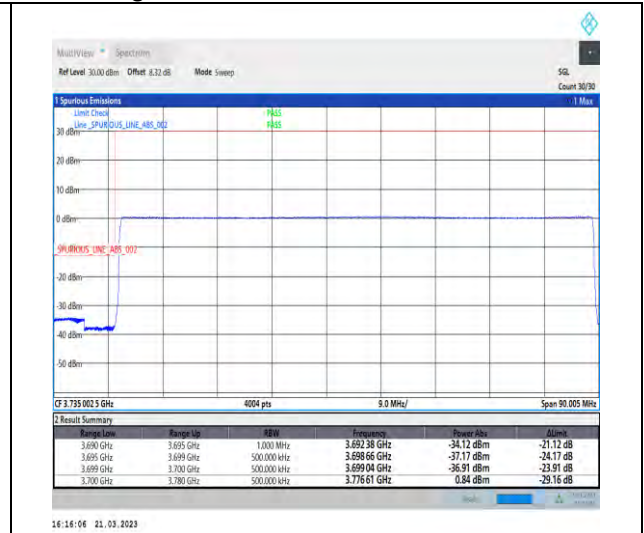 MultiView Spectrum
Ref Level 30.00 dBm Offset 8.32 dB Mode Sweep SGL
Count 30/30
1 Spurious Emissions 1 Max
Limit Check PASS
Line _SPURIOUS_LINE_ABS_002 PASS
30 dBm
20 dBm
10 dBm
0 dBm
_SPURIOUS_LINE_ABS_002
-20 dBm
-30 dBm
-40 dBm
-50 dBm
CF 3.735 002 5 GHz 4004 pts 9.0 MHz/ Span 90.005 MHz
2 Result Summary
Range Low Range Up RBW Frequency Power Abs ΔLimit
3.690 GHz 3.695 GHz 1.000 MHz 3.692 38 GHz -34.12 dBm -21.12 dB
3.695 GHz 3.699 GHz 500.000 kHz 3.698 66 GHz -37.17 dBm -24.17 dB
3.699 GHz 3.700 GHz 500.000 kHz 3.699 04 GHz -36.91 dBm -23.91 dB
3.700 GHz 3.780 GHz 500.000 kHz 3.776 61 GHz 0.84 dBm -29.16 dB
16:16:06 21.03.2023